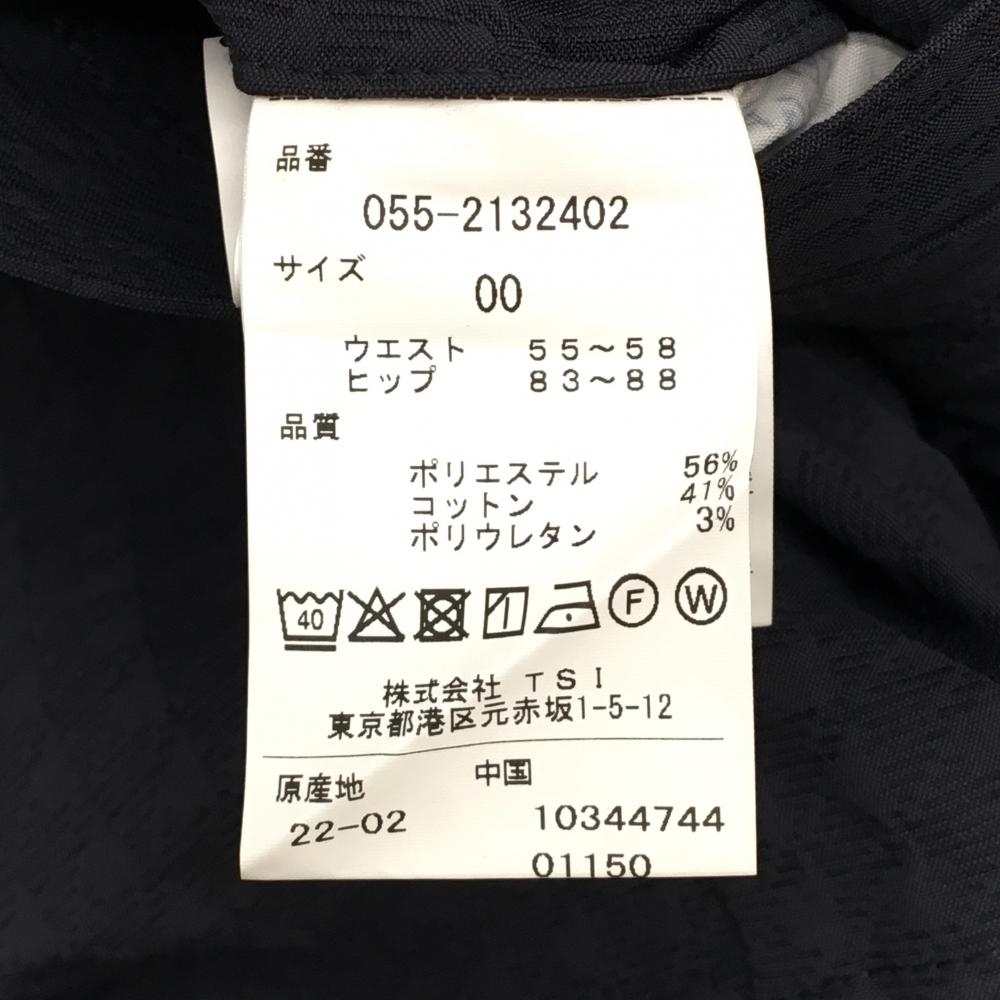 品番
055-2132402
サイズ
00
ウエスト 55～58
ヒップ 83～88
品質
ポリエステル 56%
コットン 41%
ポリウレタン 3%
40 F W
株式会社 TSI
東京都港区元赤坂1-5-12
原産地 中国
22-02 10344744
01150